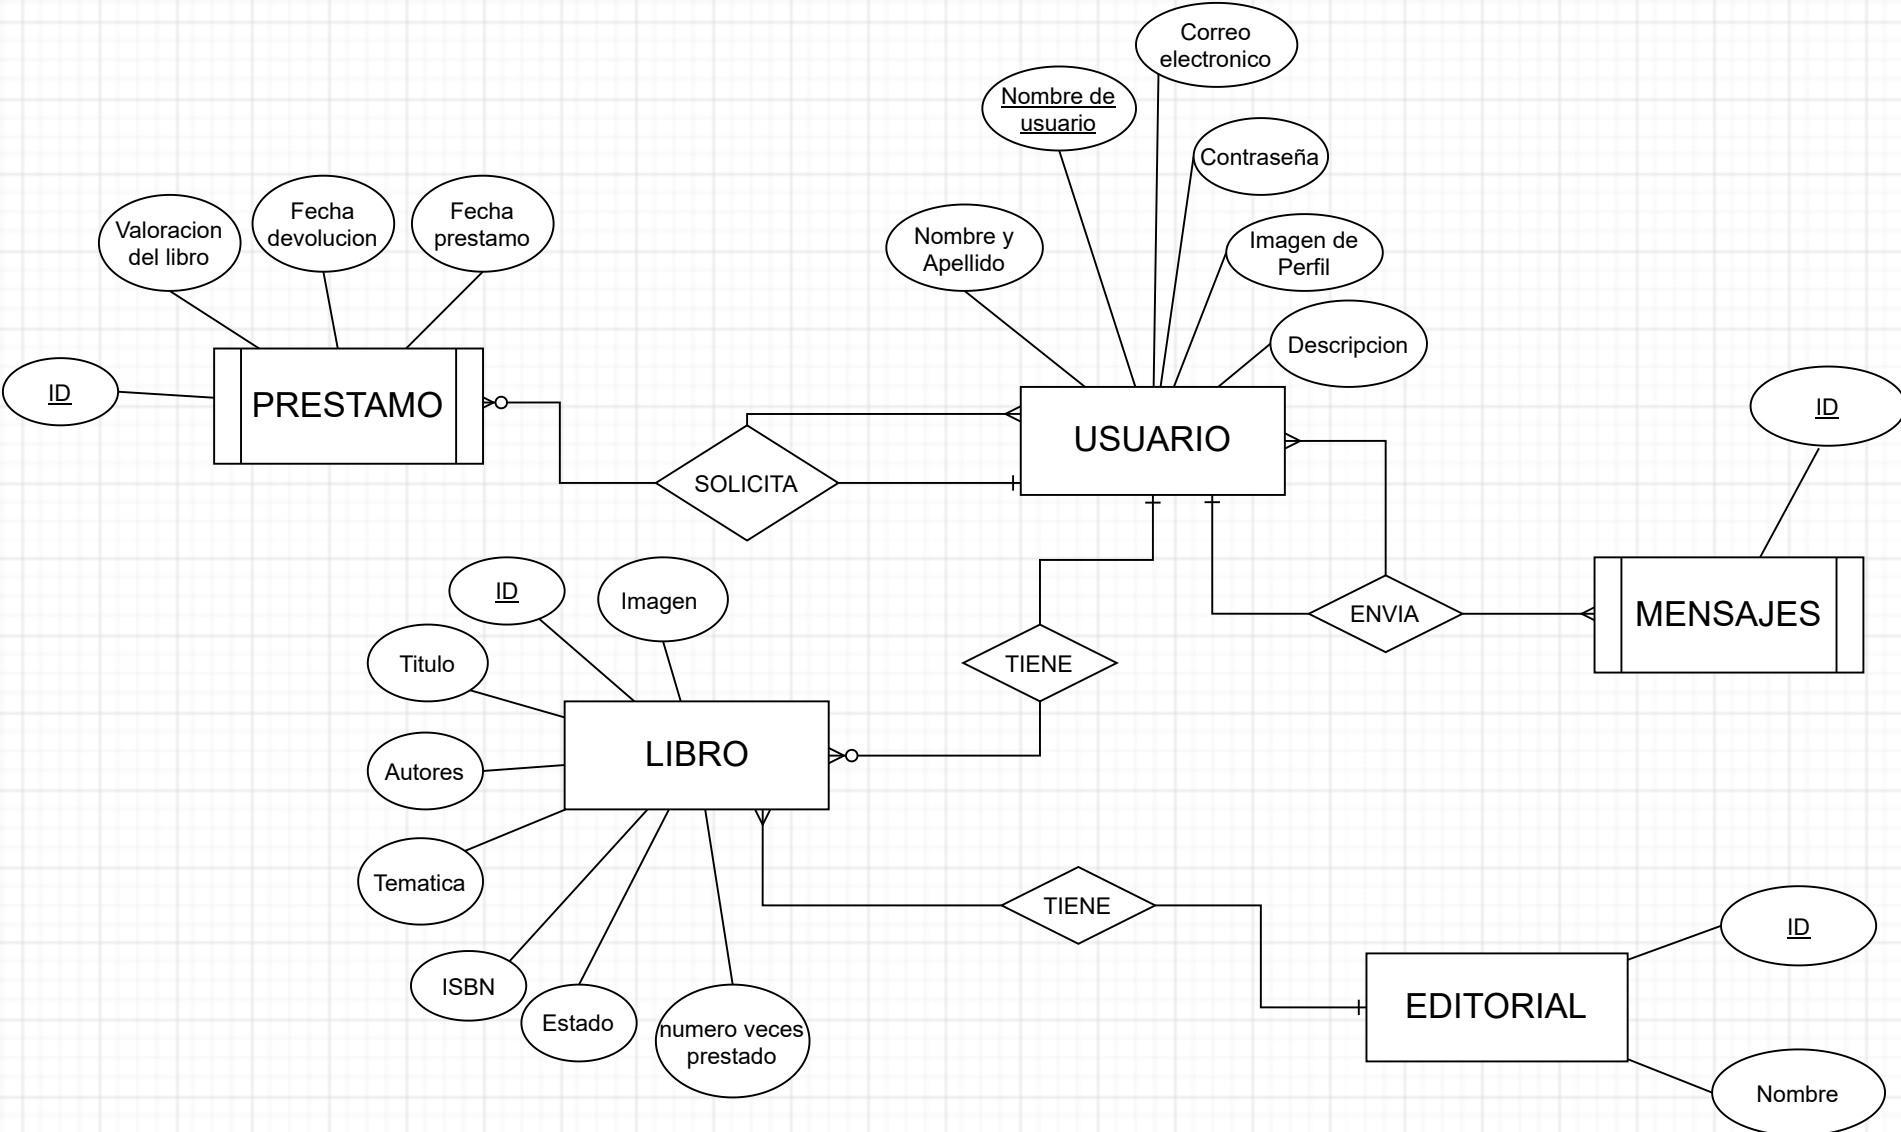 Correo
electronico
Nombre de
usuario
Contraseña
Nombre y
Apellido
Imagen de
Perfil
Descripcion
Valoracion
del libro
Fecha
devolucion
Fecha
prestamo
ID
PRESTAMO
SOLICITA
USUARIO
ID
ENVIA
MENSAJES
ID
Imagen
Titulo
TIENE
LIBRO
Autores
Tematica
ISBN
Estado
numero veces
prestado
TIENE
ID
EDITORIAL
Nombre